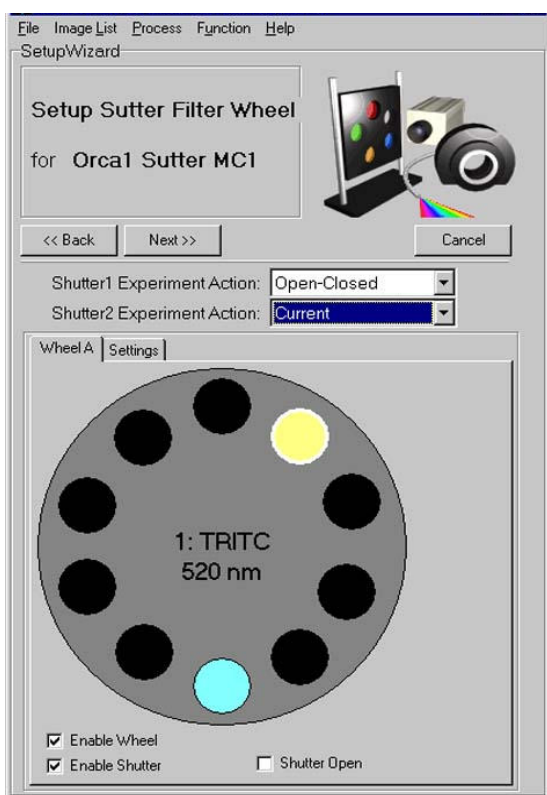 File Image List Process Function Help
SetupWizard
Setup Sutter Filter Wheel
for Orca1 Sutter MC1
<< Back Next >> Cancel
Shutter1 Experiment Action: Open-Closed
Shutter2 Experiment Action: Current
Wheel A Settings
1: TRITC
520 nm
Enable Wheel
Enable Shutter Shutter Open